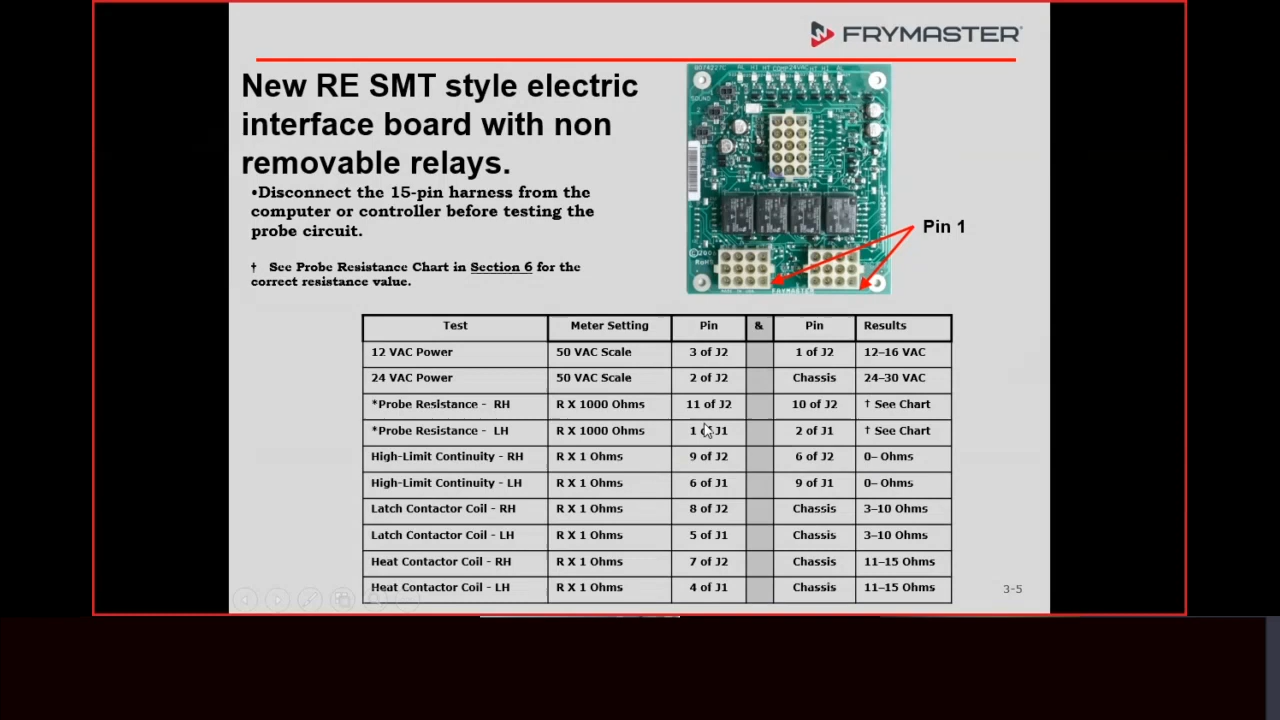 FRYMASTER
New RE SMT style electric
interface board with non
removable relays.
•Disconnect the 15-pin harness from the
computer or controller before testing the
probe circuit.
† See Probe Resistance Chart in Section 6 for the
correct resistance value.
Pin 1
FRYMASTER
Test Meter Setting Pin & Pin Results
12 VAC Power 50 VAC Scale 3 of J2 1 of J2 12–16 VAC
24 VAC Power 50 VAC Scale 2 of J2 Chassis 24–30 VAC
*Probe Resistance - RH R X 1000 Ohms 11 of J2 10 of J2 † See Chart
*Probe Resistance - LH R X 1000 Ohms 1 of J1 2 of J1 † See Chart
High-Limit Continuity - RH R X 1 Ohms 9 of J2 6 of J2 0– Ohms
High-Limit Continuity - LH R X 1 Ohms 6 of J1 9 of J1 0– Ohms
Latch Contactor Coil - RH R X 1 Ohms 8 of J2 Chassis 3–10 Ohms
Latch Contactor Coil - LH R X 1 Ohms 5 of J1 Chassis 3–10 Ohms
Heat Contactor Coil - RH R X 1 Ohms 7 of J2 Chassis 11–15 Ohms
Heat Contactor Coil - LH R X 1 Ohms 4 of J1 Chassis 11–15 Ohms
3-5